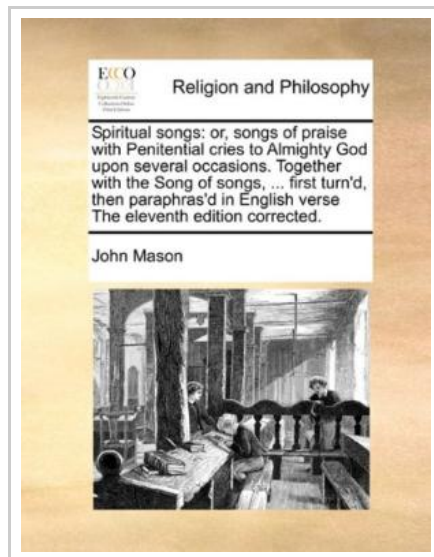 ECCO
Religion and Philosophy
Spiritual songs: or, songs of praise
with Penitential cries to Almighty God
upon several occasions. Together
with the Song of songs, ... first turn'd,
then paraphras'd in English verse
The eleventh edition corrected.
John Mason